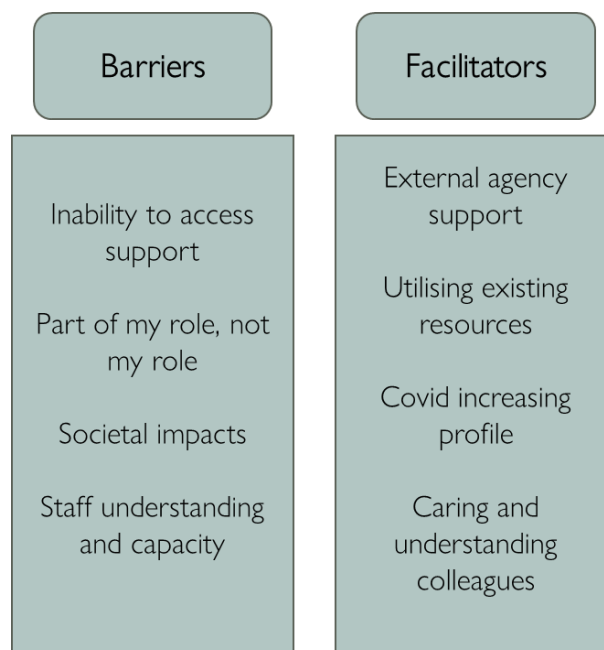 Barriers
Inability to access
support
Part of my role, not
my role
Societal impacts
Staff understanding
and capacity
Facilitators
External agency
support
Utilising existing
resources
Covid increasing
profile
Caring and
understanding
colleagues